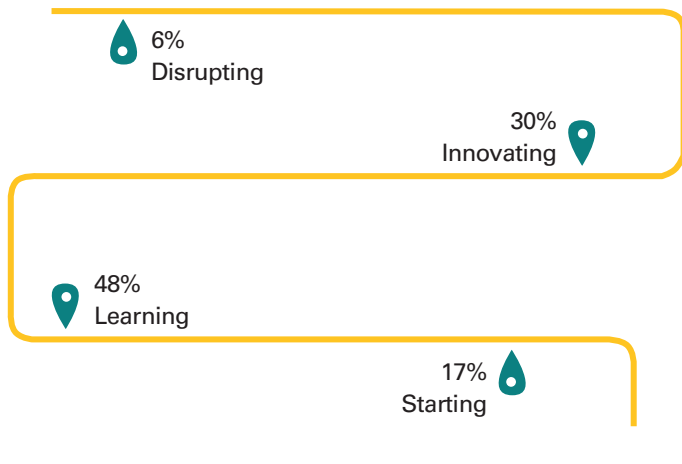 6%
Disrupting
30%
Innovating
48%
Learning
17%
Starting